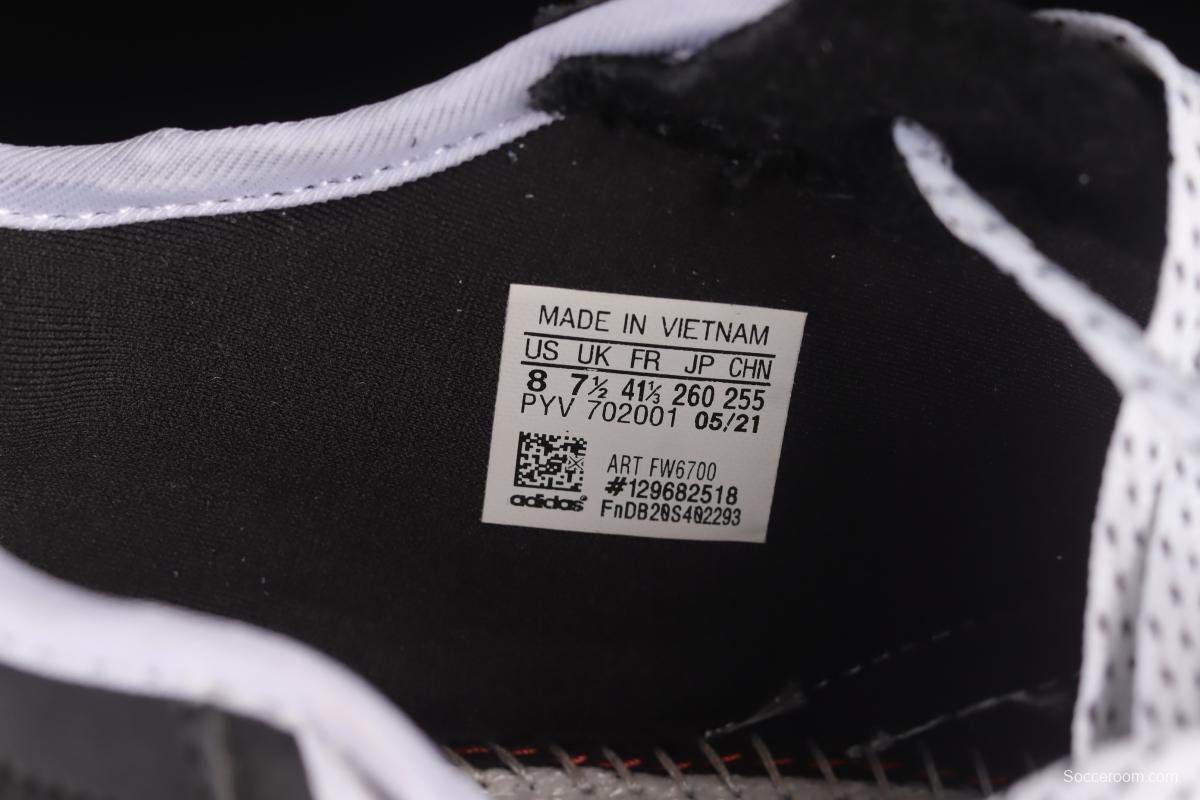 MADE IN VIETNAM
US UK FR JP CHN
8 7½ 41⅓ 260 255
PYV 702001 05/21
ART FW6700
#129682518
adidas®
FnDB20S402293
Socceroom.com